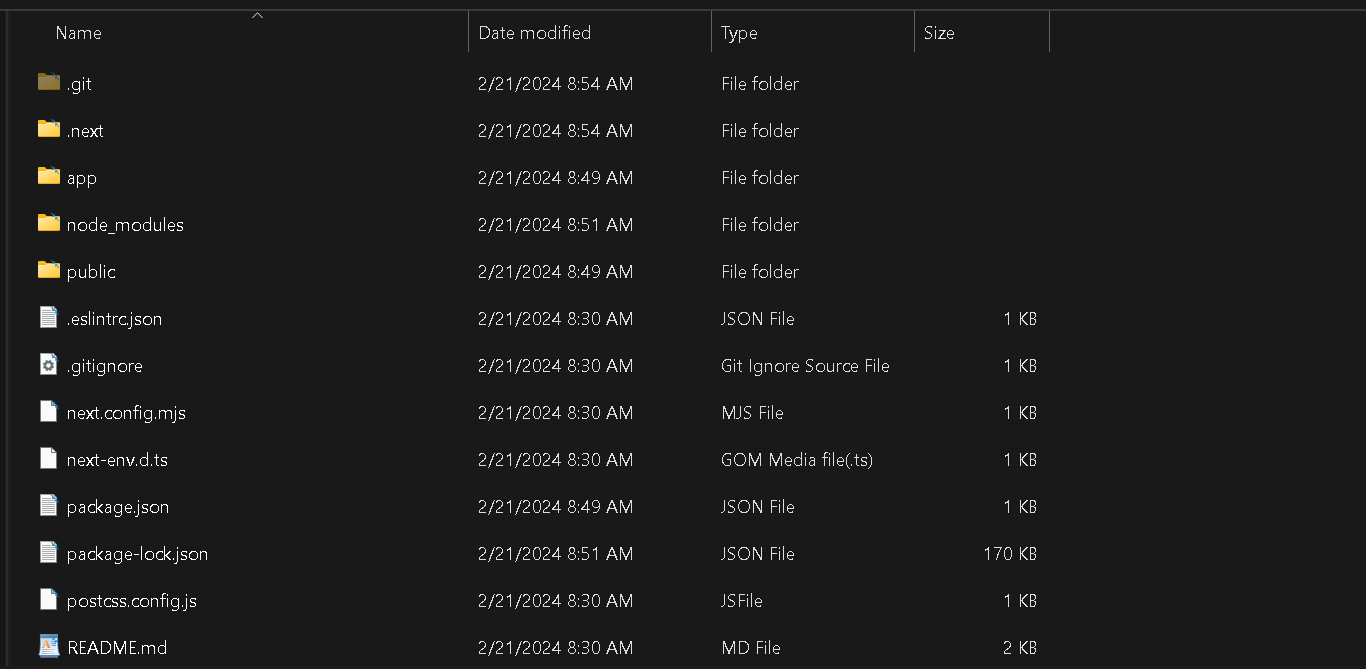 Name Date modified Type Size
.git 2/21/2024 8:54 AM File folder
.next 2/21/2024 8:54 AM File folder
app 2/21/2024 8:49 AM File folder
node_modules 2/21/2024 8:51 AM File folder
public 2/21/2024 8:49 AM File folder
.eslintrc.json 2/21/2024 8:30 AM JSON File 1 KB
.gitignore 2/21/2024 8:30 AM Git Ignore Source File 1 KB
next.config.mjs 2/21/2024 8:30 AM MJS File 1 KB
next-env.d.ts 2/21/2024 8:30 AM GOM Media file(.ts) 1 KB
package.json 2/21/2024 8:49 AM JSON File 1 KB
package-lock.json 2/21/2024 8:51 AM JSON File 170 KB
postcss.config.js 2/21/2024 8:30 AM JSFile 1 KB
README.md 2/21/2024 8:30 AM MD File 2 KB